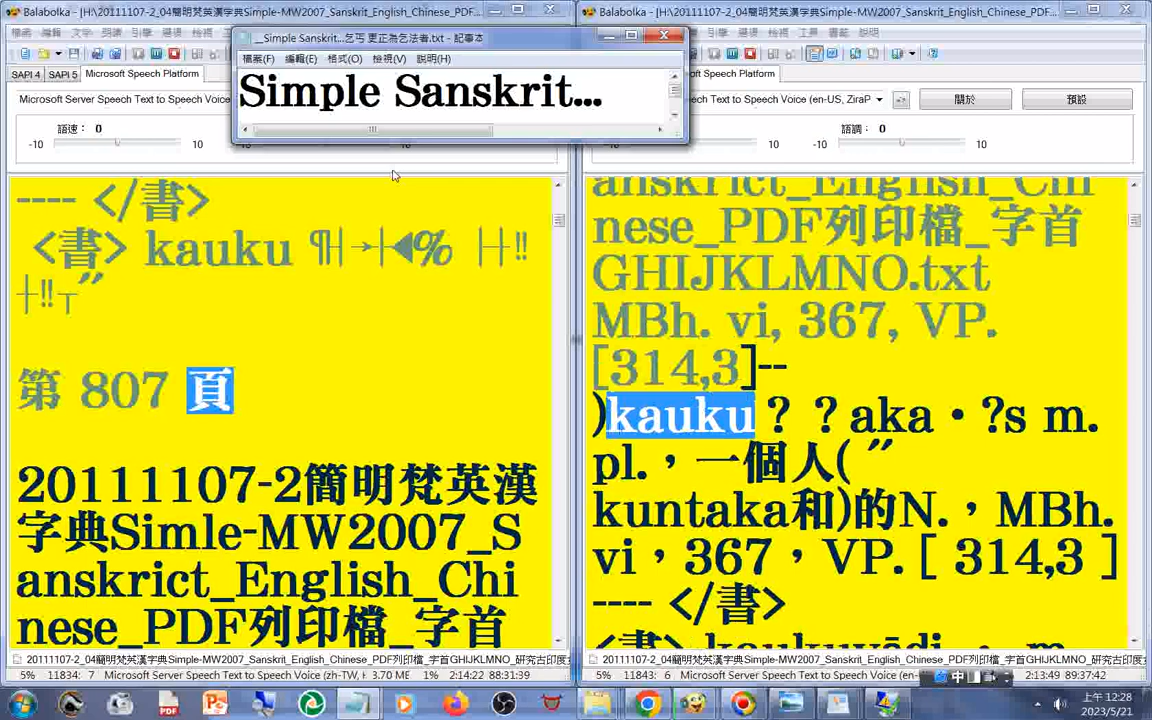 Balabolka - [H:\20111107-2_04簡明梵英漢字典Simple-MW2007_Sanskrit_English_Chinese_PDF...
SAPI 4 SAPI 5 Microsoft Speech Platform
Microsoft Server Speech Text to Speech Voice
語速： 0
-10 10
---- </書>
<書> kauku
第 807 頁
20111107-2簡明梵英漢
字典Simle-MW2007_S
anskrict_English_Chi
nese_PDF列印檔_字首
20111107-2_04簡明梵英漢字典Simple-MW2007_Sanskrit_English_Chinese_PDF列印檔_字首GHIJKLMNO_研究古印度
5% 11834: 7 Microsoft Server Speech Text to Speech Voice (zh-TW, 3.70 ME 1% 2:14:22 88:31:39
__Simple Sanskrit...乞丐 更正為乞法者.txt - 記事本
檔案(F) 編輯(E) 格式(O) 檢視(V) 說明(H)
Simple Sanskrit...
Balabolka - [H:\20111107-2_04簡明梵英漢字典Simple-MW2007_Sanskrit_English_Chinese_PDF...
Speech Platform
ech Text to Speech Voice (en-US, ZiraP 關於 預設
語調： 0
10 -10 10
anskrict_English_Chi
nese_PDF列印檔_字首
GHIJKLMNO.txt
MBh. vi, 367, VP.
[314,3]--
)kauku？？aka・?s m.
pl.，一個人(˝
kuntaka和)的N.，MBh.
vi，367，VP. [ 314,3 ]
---- </書>
<書> kaukuvādi
20111107-2_04簡明梵英漢字典Simple-MW2007_Sanskrit_English_Chinese_PDF列印檔_字首GHIJKLMNO_研究古印度
5% 11834: 6 Microsoft Server Speech Text to Speech Voice (en-US, 2:13:49 89:37:42
中
上午 12:28
2023/5/21